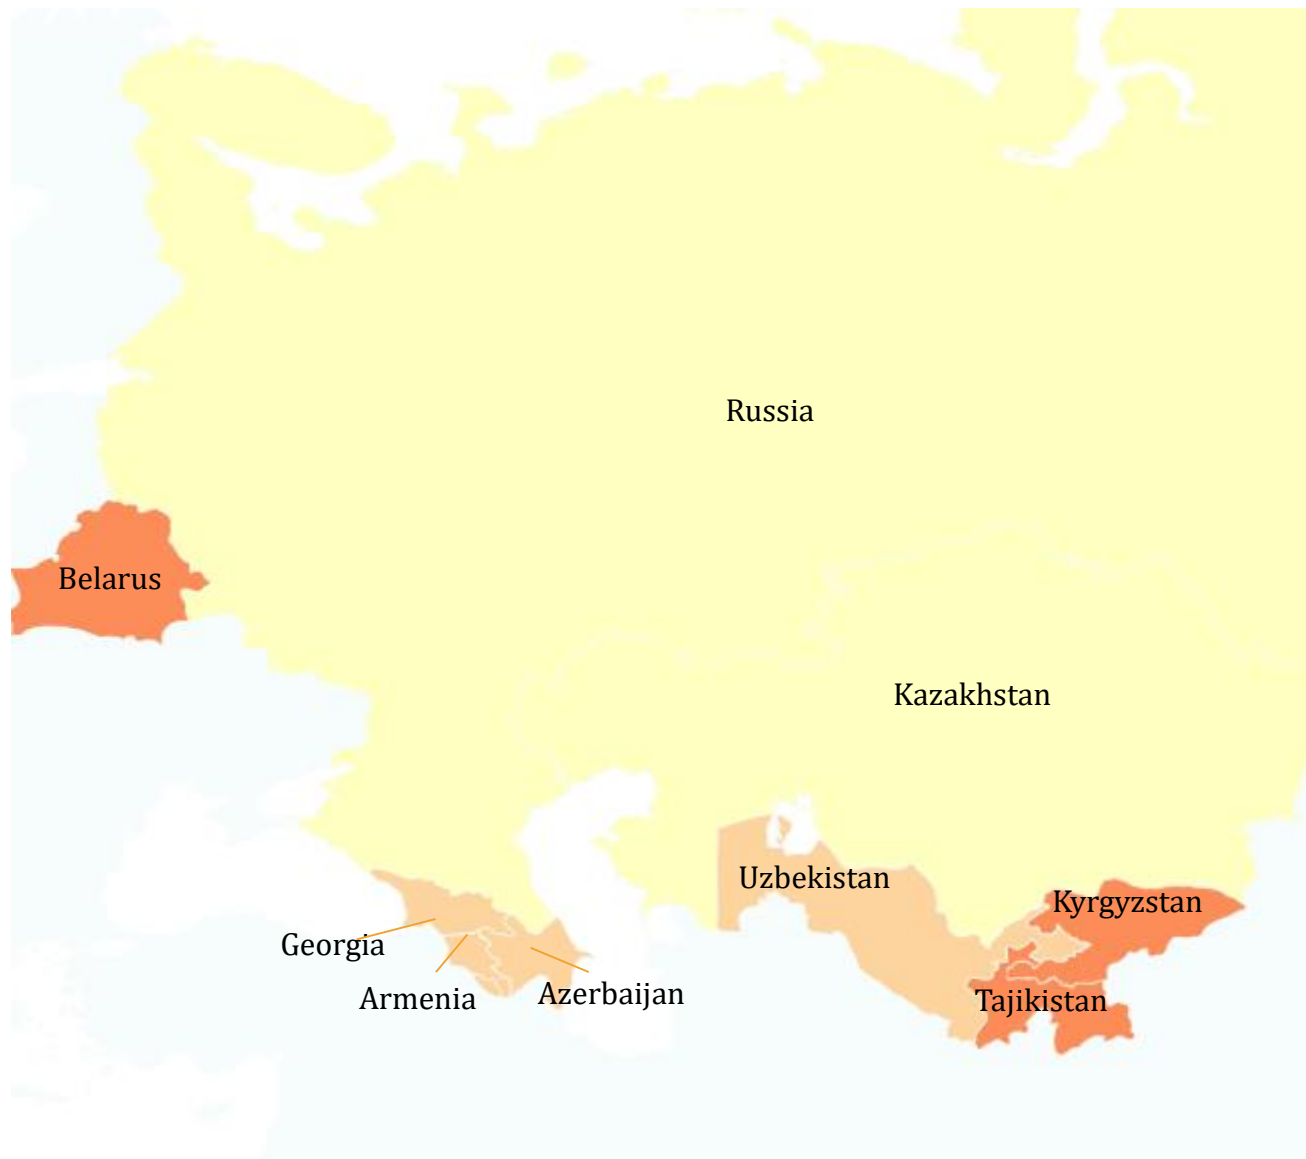 Russia
Belarus
Kazakhstan
Uzbekistan
Kyrgyzstan
Georgia
Armenia
Azerbaijan
Tajikistan